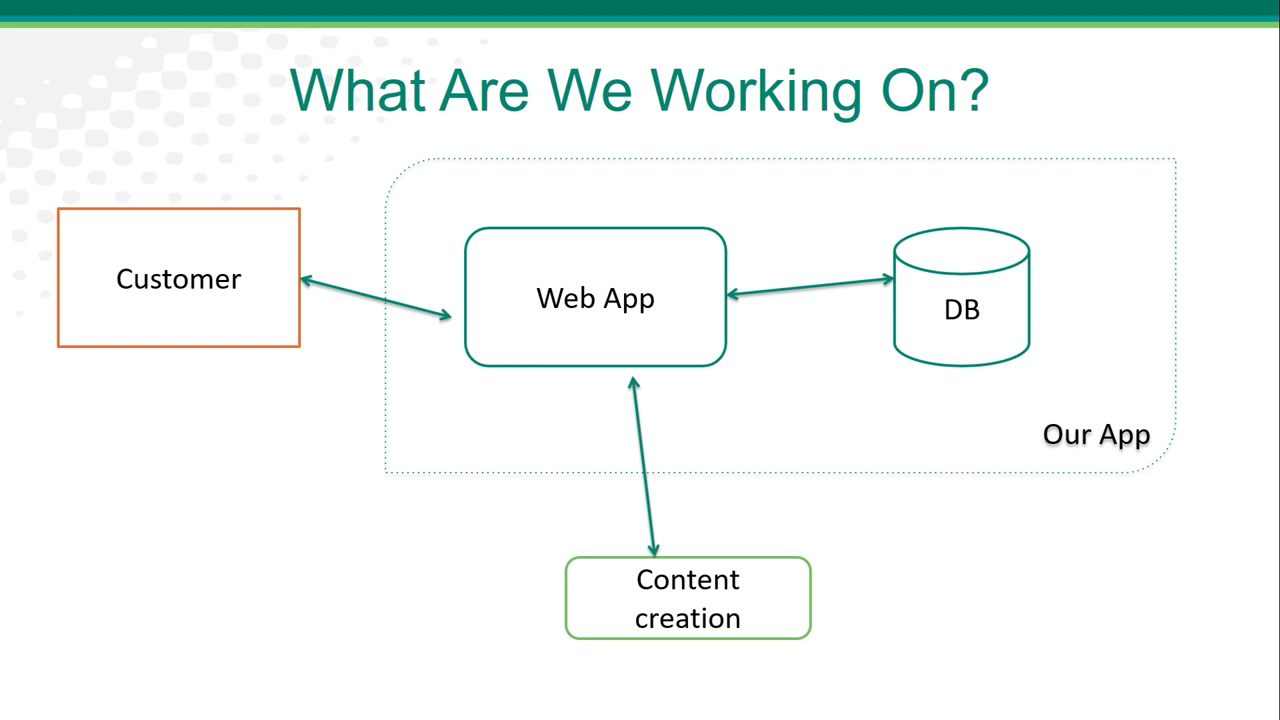 What Are We Working On?
Customer
Web App
DB
Our App
Content
creation